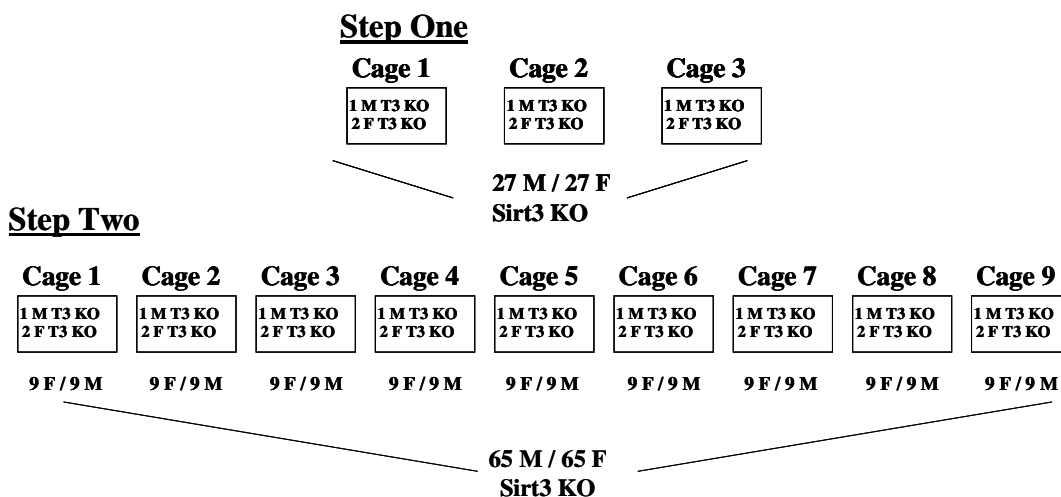 Step One
Cage 1 Cage 2 Cage 3
1 M T3 KO 1 M T3 KO 1 M T3 KO
2 F T3 KO 2 F T3 KO 2 F T3 KO
27 M / 27 F
Sirt3 KO
Step Two
Cage 1 Cage 2 Cage 3 Cage 4 Cage 5 Cage 6 Cage 7 Cage 8 Cage 9
1 M T3 KO 1 M T3 KO 1 M T3 KO 1 M T3 KO 1 M T3 KO 1 M T3 KO 1 M T3 KO 1 M T3 KO 1 M T3 KO
2 F T3 KO 2 F T3 KO 2 F T3 KO 2 F T3 KO 2 F T3 KO 2 F T3 KO 2 F T3 KO 2 F T3 KO 2 F T3 KO
9 F / 9 M 9 F / 9 M 9 F / 9 M 9 F / 9 M 9 F / 9 M 9 F / 9 M 9 F / 9 M 9 F / 9 M 9 F / 9 M
65 M / 65 F
Sirt3 KO